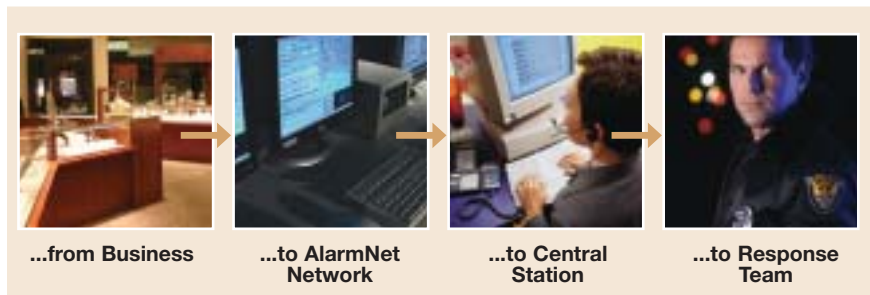 ...from Business
...to AlarmNet
Network
...to Central
Station
...to Response
Team